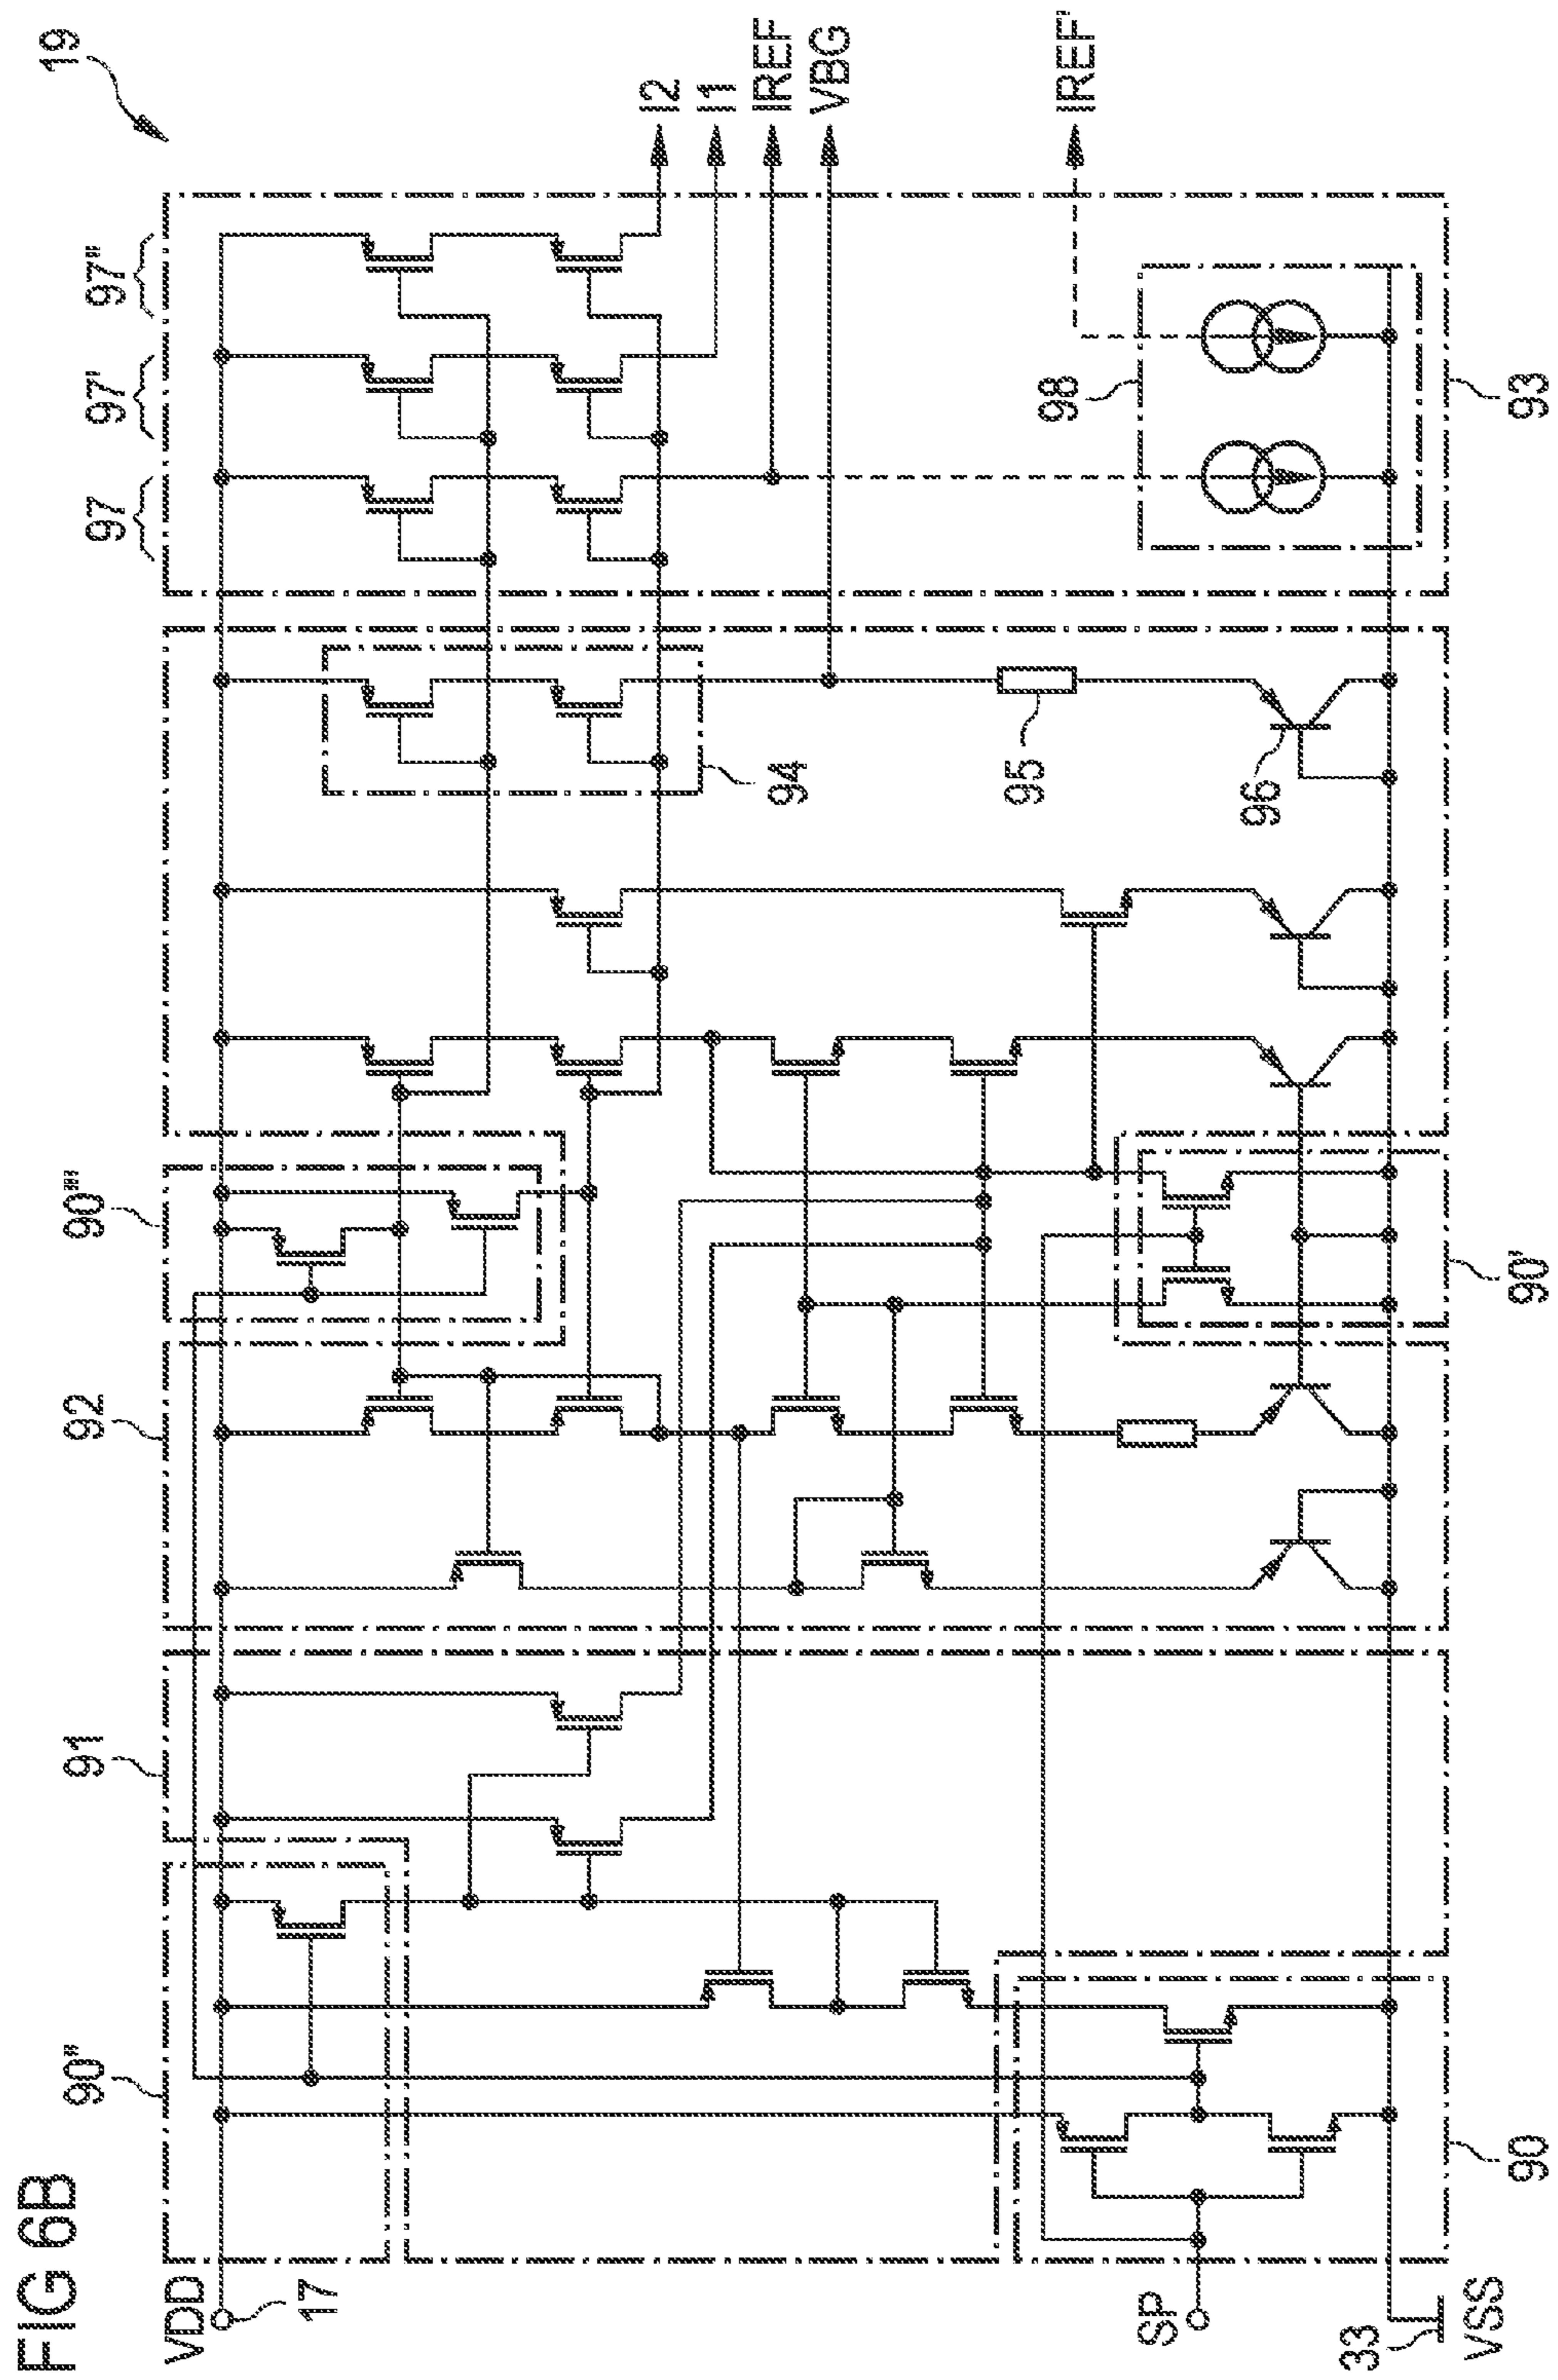 FIG 6B
19
90"
91
92
90'''
97
97'
97"
VDD
17
I2
I1
IREF
VBG
94
IREF'
95
98
96
SP
33
VSS
90
90'
93